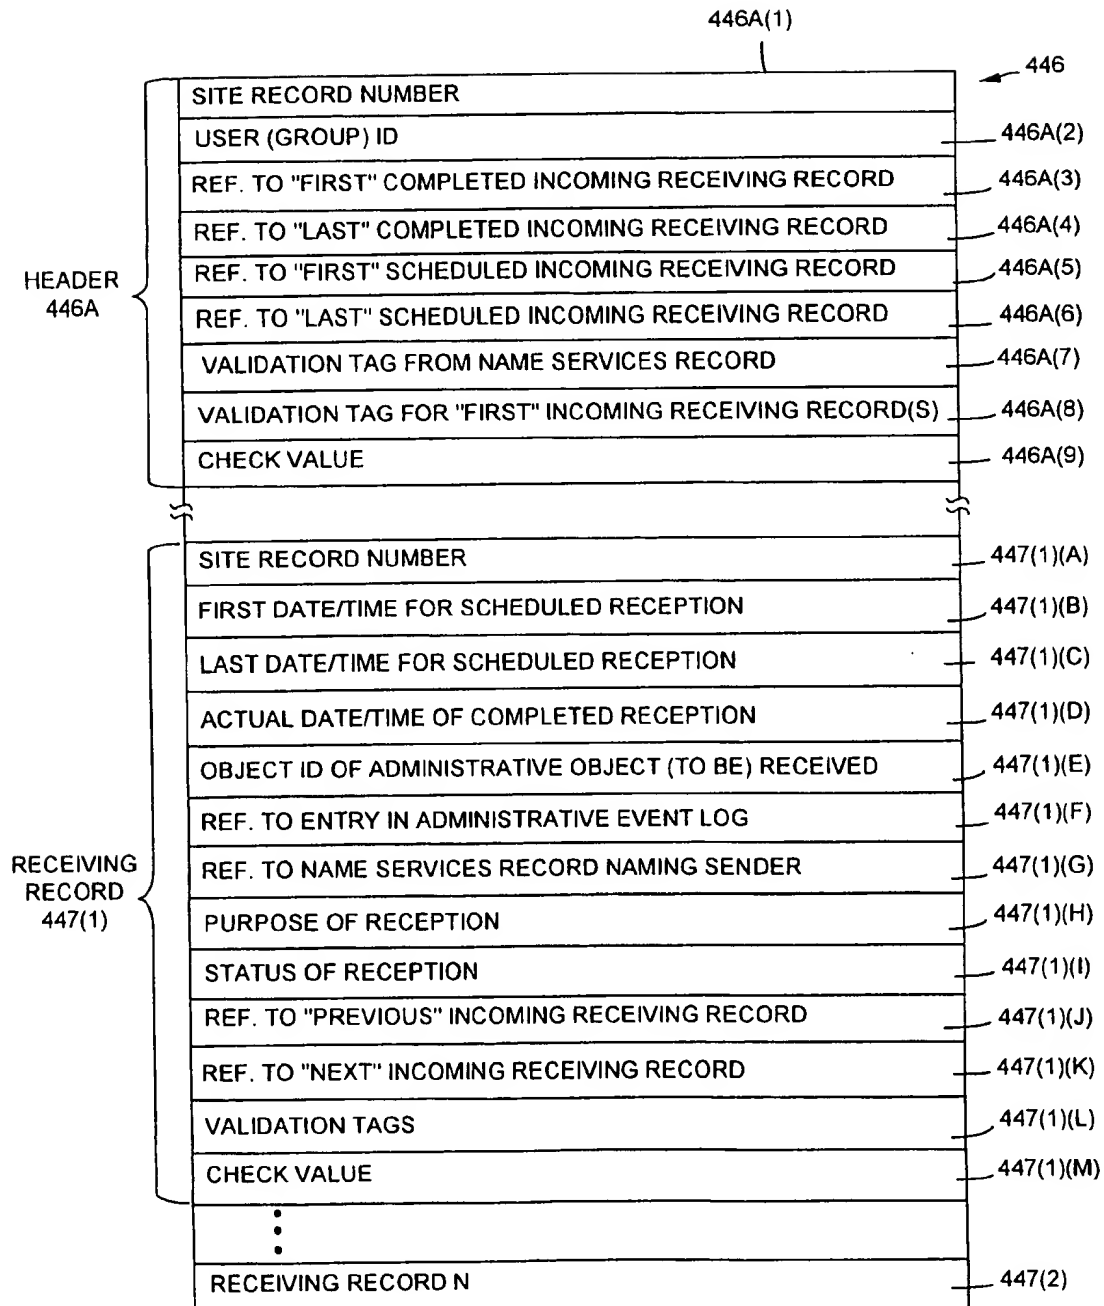 446A(1)
446
SITE RECORD NUMBER
USER (GROUP) ID 446A(2)
REF. TO "FIRST" COMPLETED INCOMING RECEIVING RECORD 446A(3)
REF. TO "LAST" COMPLETED INCOMING RECEIVING RECORD 446A(4)
REF. TO "FIRST" SCHEDULED INCOMING RECEIVING RECORD 446A(5)
HEADER
446A
REF. TO "LAST" SCHEDULED INCOMING RECEIVING RECORD 446A(6)
VALIDATION TAG FROM NAME SERVICES RECORD 446A(7)
VALIDATION TAG FOR "FIRST" INCOMING RECEIVING RECORD(S) 446A(8)
CHECK VALUE 446A(9)
SITE RECORD NUMBER 447(1)(A)
FIRST DATE/TIME FOR SCHEDULED RECEPTION 447(1)(B)
LAST DATE/TIME FOR SCHEDULED RECEPTION 447(1)(C)
ACTUAL DATE/TIME OF COMPLETED RECEPTION 447(1)(D)
OBJECT ID OF ADMINISTRATIVE OBJECT (TO BE) RECEIVED 447(1)(E)
REF. TO ENTRY IN ADMINISTRATIVE EVENT LOG 447(1)(F)
RECEIVING
RECORD
447(1)
REF. TO NAME SERVICES RECORD NAMING SENDER 447(1)(G)
PURPOSE OF RECEPTION 447(1)(H)
STATUS OF RECEPTION 447(1)(I)
REF. TO "PREVIOUS" INCOMING RECEIVING RECORD 447(1)(J)
REF. TO "NEXT" INCOMING RECEIVING RECORD 447(1)(K)
VALIDATION TAGS 447(1)(L)
CHECK VALUE 447(1)(M)
RECEIVING RECORD N 447(2)